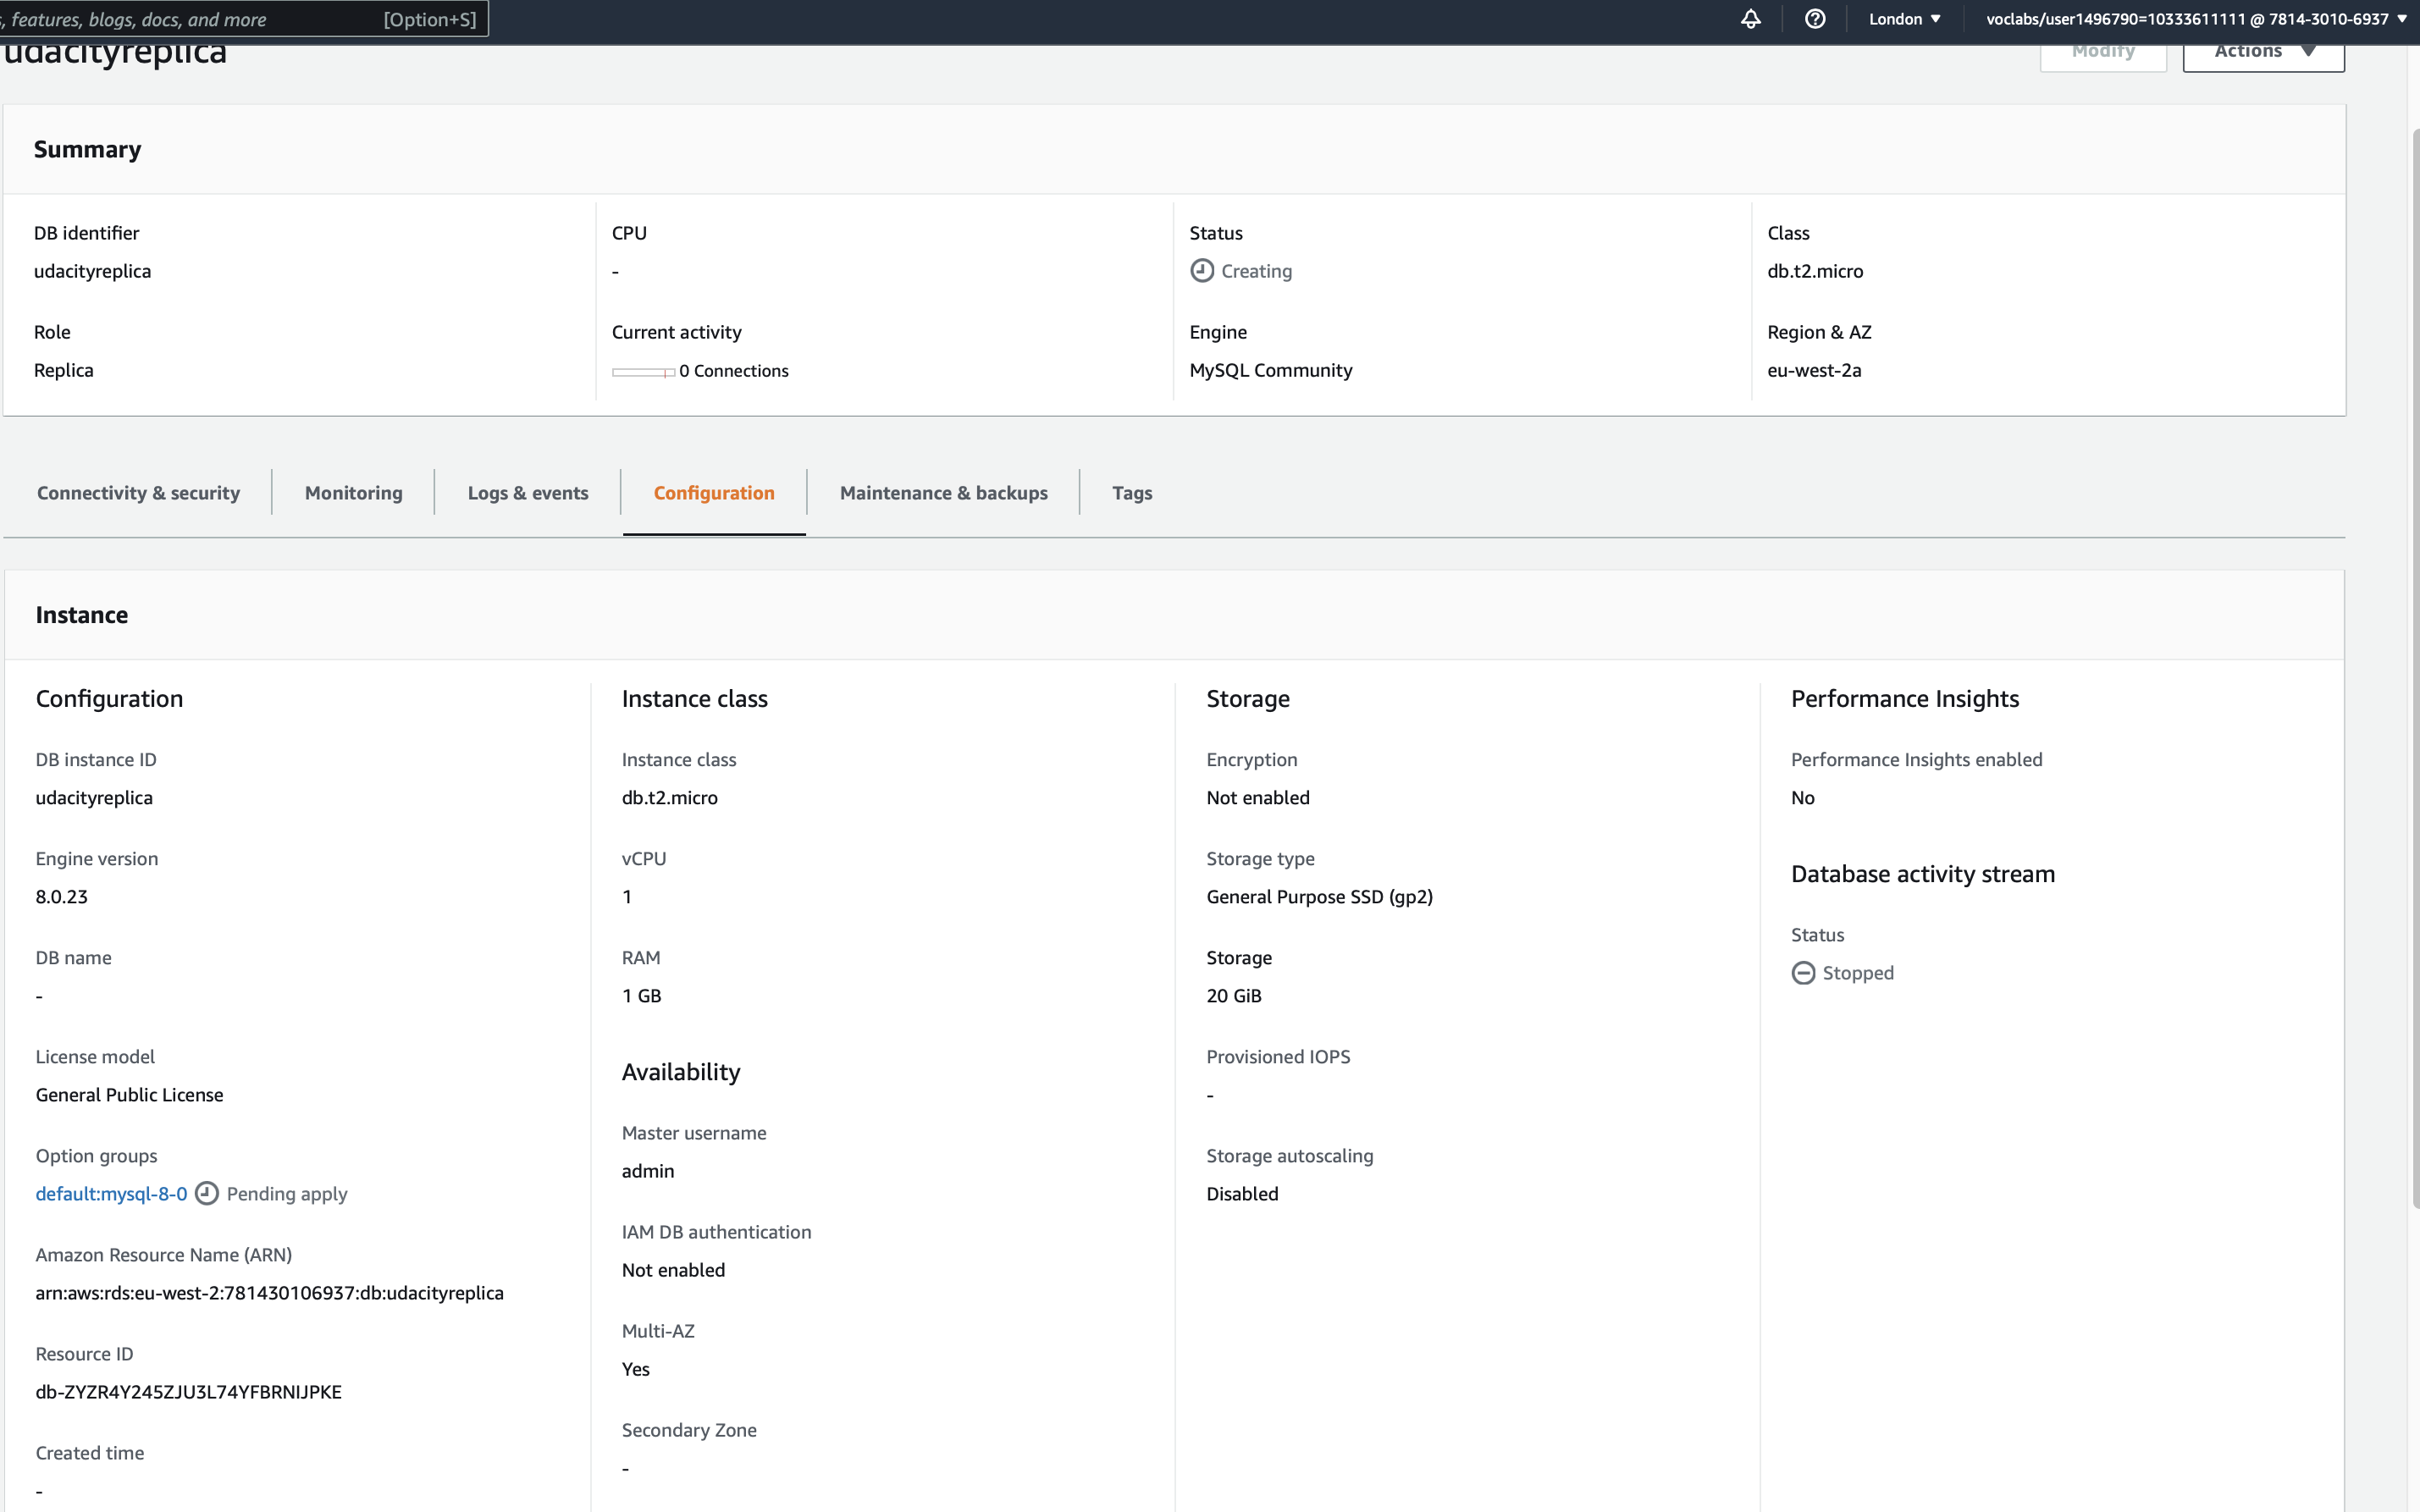 s, features, blogs, docs, and more [Option+S] London ▼ voclabs/user1496790=10333611111 @ 7814-3010-6937 ▼
udacityreplica Modify Actions ▼
Summary
DB identifier
udacityreplica
Role
Replica
CPU
-
Current activity
0 Connections
Status
Creating
Engine
MySQL Community
Class
db.t2.micro
Region & AZ
eu-west-2a
Connectivity & security Monitoring Logs & events Configuration Maintenance & backups Tags
Instance
Configuration
DB instance ID
udacityreplica
Engine version
8.0.23
DB name
-
License model
General Public License
Option groups
default:mysql-8-0 Pending apply
Amazon Resource Name (ARN)
arn:aws:rds:eu-west-2:781430106937:db:udacityreplica
Resource ID
db-ZYZR4Y245ZJU3L74YFBRNIJPKE
Created time
-
Instance class
Instance class
db.t2.micro
vCPU
1
RAM
1 GB
Availability
Master username
admin
IAM DB authentication
Not enabled
Multi-AZ
Yes
Secondary Zone
-
Storage
Encryption
Not enabled
Storage type
General Purpose SSD (gp2)
Storage
20 GiB
Provisioned IOPS
-
Storage autoscaling
Disabled
Performance Insights
Performance Insights enabled
No
Database activity stream
Status
Stopped